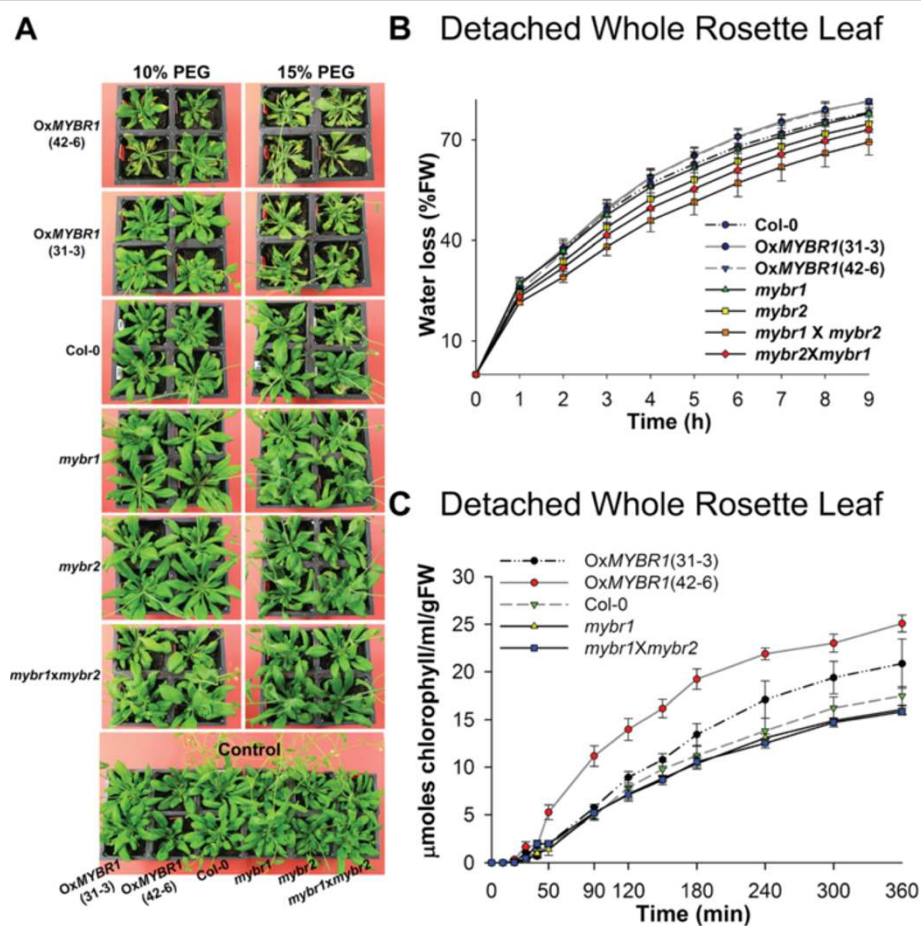 A
10% PEG
15% PEG
OxMYBR1
(42-6)
OxMYBR1
(31-3)
Col-0
mybr1
mybr2
mybr1xmybr2
Control
OxMYBR1
(31-3)
OxMYBR1
(42-6)
Col-0
mybr1
mybr2
mybr1xmybr2
B Detached Whole Rosette Leaf
Water loss (%FW)
70
40
10
Col-0
OxMYBR1(31-3)
OxMYBR1(42-6)
mybr1
mybr2
mybr1 X mybr2
mybr2Xmybr1
0 1 2 3 4 5 6 7 8 9
Time (h)
C Detached Whole Rosette Leaf
µmoles chlorophyll/ml/gFW
30
25
20
15
10
5
0
OxMYBR1(31-3)
OxMYBR1(42-6)
Col-0
mybr1
mybr1Xmybr2
0 50 90 120 180 240 300 360
Time (min)